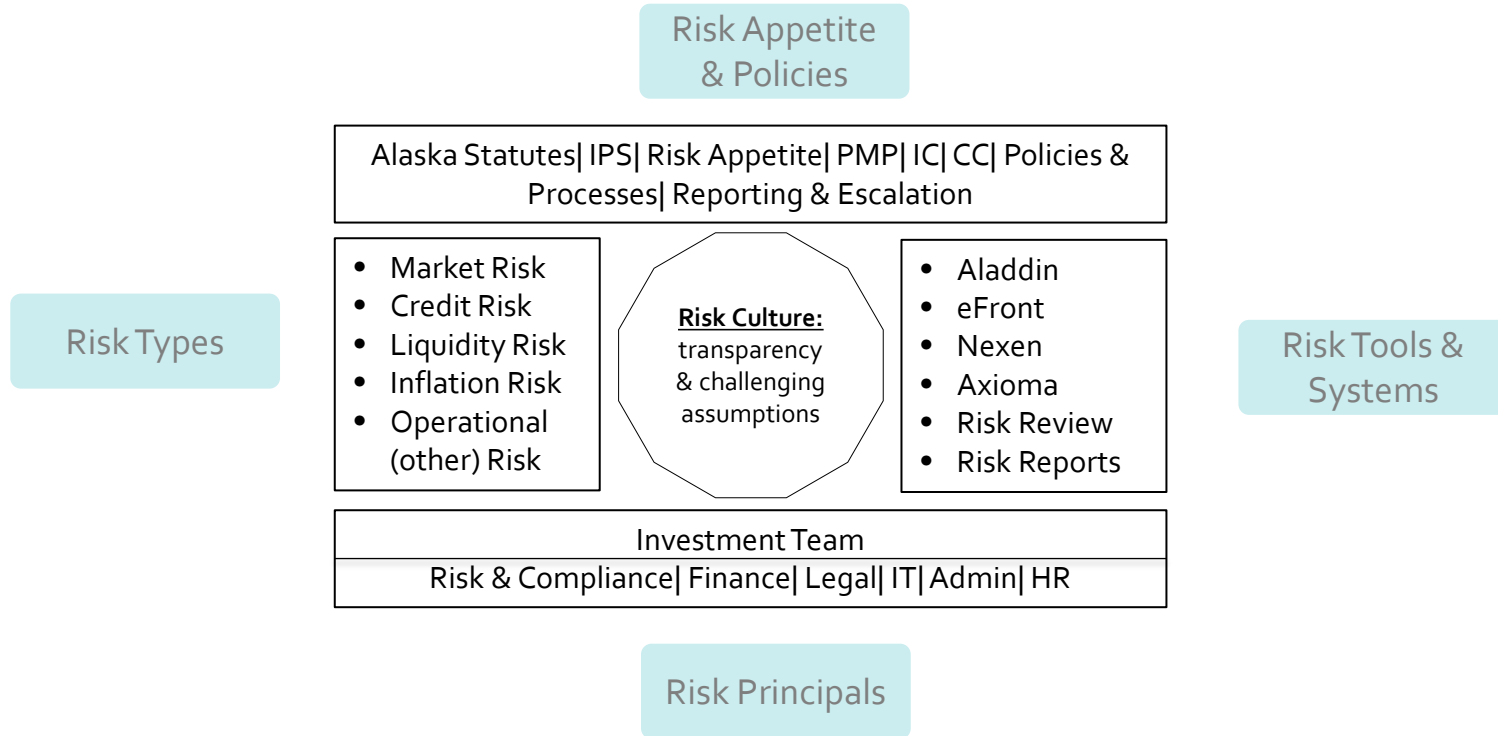 Risk Appetite
& Policies
Alaska Statutes| IPS| Risk Appetite| PMP| IC| CC| Policies &
Processes| Reporting & Escalation
Risk Types
• Market Risk
• Credit Risk
• Liquidity Risk
• Inflation Risk
• Operational
(other) Risk
Risk Culture:
transparency
& challenging
assumptions
• Aladdin
• eFront
• Nexen
• Axioma
• Risk Review
• Risk Reports
Risk Tools &
Systems
Investment Team
Risk & Compliance| Finance| Legal| IT| Admin| HR
Risk Principals